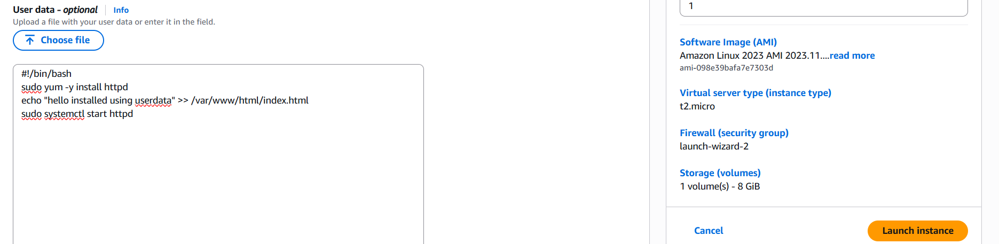 User data - optional
Info
Upload a file with your user data or enter it in the field.
Choose file
#!/bin/bash
sudo yum -y install httpd
echo "hello installed using userdata" >> /var/www/html/index.html
sudo systemctl start httpd
1
Software Image (AMI)
Amazon Linux 2023 AMI 2023.11....read more
ami-098e39bafa7e7303d
Virtual server type (instance type)
t2.micro
Firewall (security group)
launch-wizard-2
Storage (volumes)
1 volume(s) - 8 GiB
Cancel
Launch instance